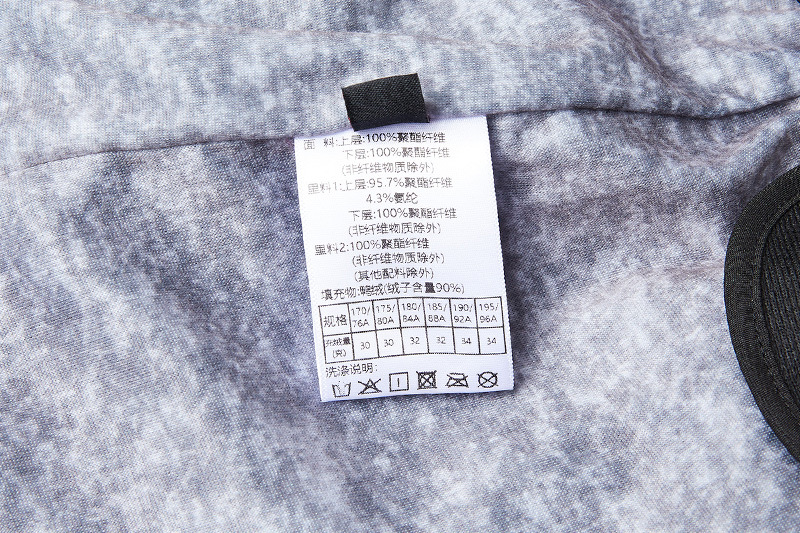 面 料:上层:100%聚酯纤维
下层:100%聚酯纤维
(非纤维物质除外)
里料1:上层:95.7%聚酯纤维
4.3%氨纶
下层:100%聚酯纤维
(非纤维物质除外)
里料2:100%聚酯纤维
(非纤维物质除外)
(其他配料除外)
填充物:鸭绒(绒子含量90%)
规格 170/76A 175/80A 180/84A 185/88A 190/92A 195/96A
充绒量(克) 30 30 32 32 34 34
洗涤说明: